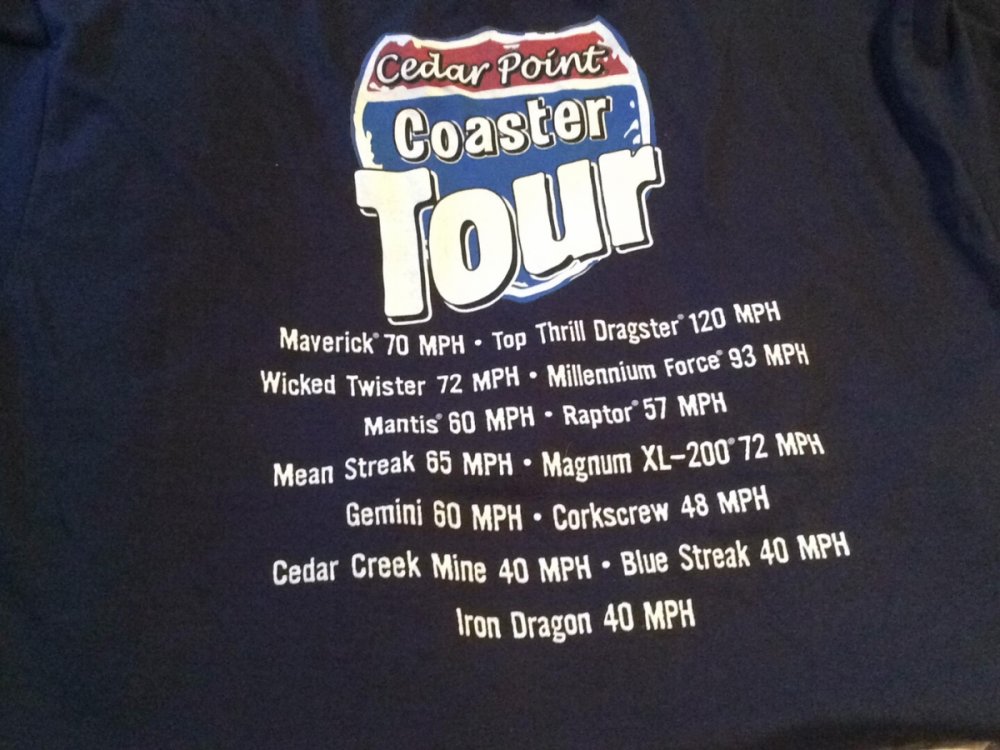 Cedar Point
Coaster
Tour
Maverick® 70 MPH • Top Thrill Dragster® 120 MPH
Wicked Twister 72 MPH • Millennium Force® 93 MPH
Mantis® 60 MPH • Raptor® 57 MPH
Mean Streak 65 MPH • Magnum XL-200® 72 MPH
Gemini 60 MPH • Corkscrew 48 MPH
Cedar Creek Mine 40 MPH • Blue Streak 40 MPH
Iron Dragon 40 MPH